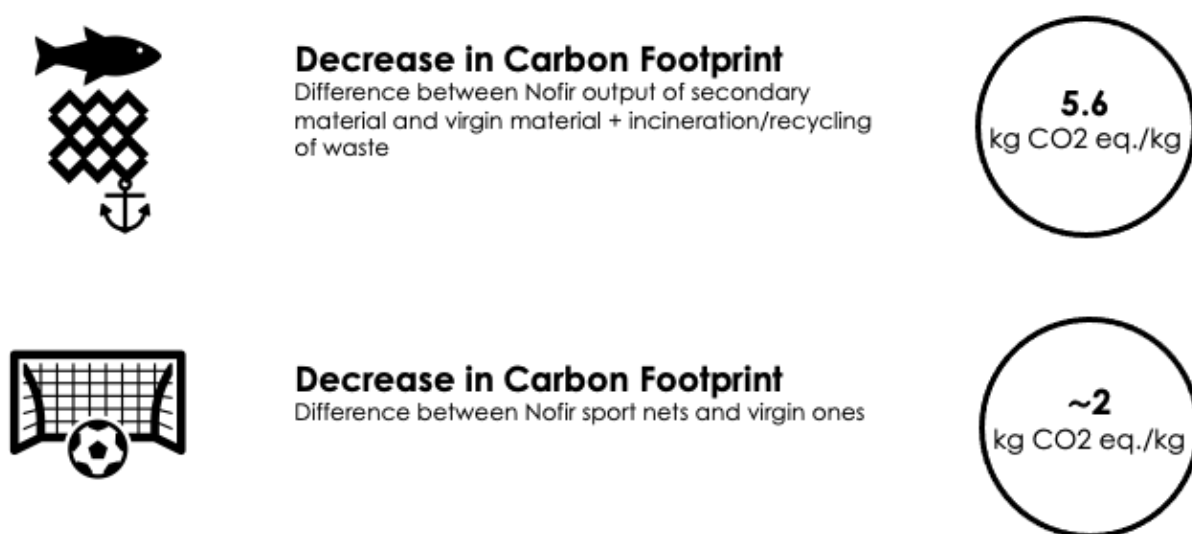 Decrease in Carbon Footprint
Difference between Nofir output of secondary
material and virgin material + incineration/recycling
of waste
5.6
kg CO2 eq./kg
Decrease in Carbon Footprint
Difference between Nofir sport nets and virgin ones
~2
kg CO2 eq./kg